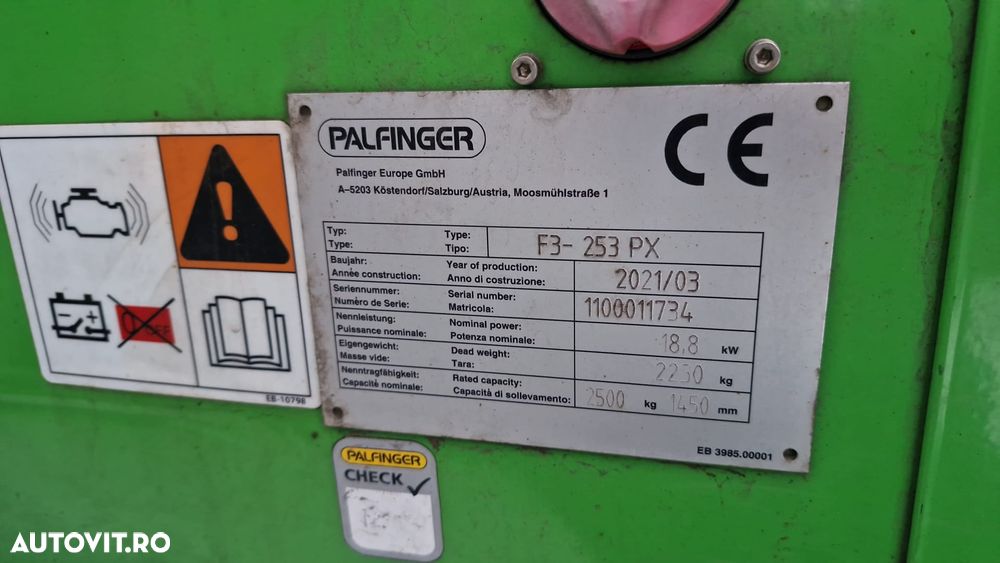 PALFINGER
CE
Palfinger Europe GmbH
A-5203 Köstendorf/Salzburg/Austria, Moosmühlstraße 1
Typ: Type: F3- 253 PX
Type: Tipo:
Baujahr: Year of production: 2021/03
Année construction: Anno di costruzione:
Seriennummer: Serial number: 1100011734
Numéro de Serie: Matricola:
Nennleistung: Nominal power: 18.8 kW
Puissance nominale: Potenza nominale:
Eigengewicht: Dead weight: kg
Masse vide: Tara:
Nenntragfähigkeit: Rated capacity: 2500 kg 1450 mm
Capacité nominale: Capacità di sollevamento:
EB 3985.00001
EB-10798
PALFINGER
CHECK
AUTOVIT.RO